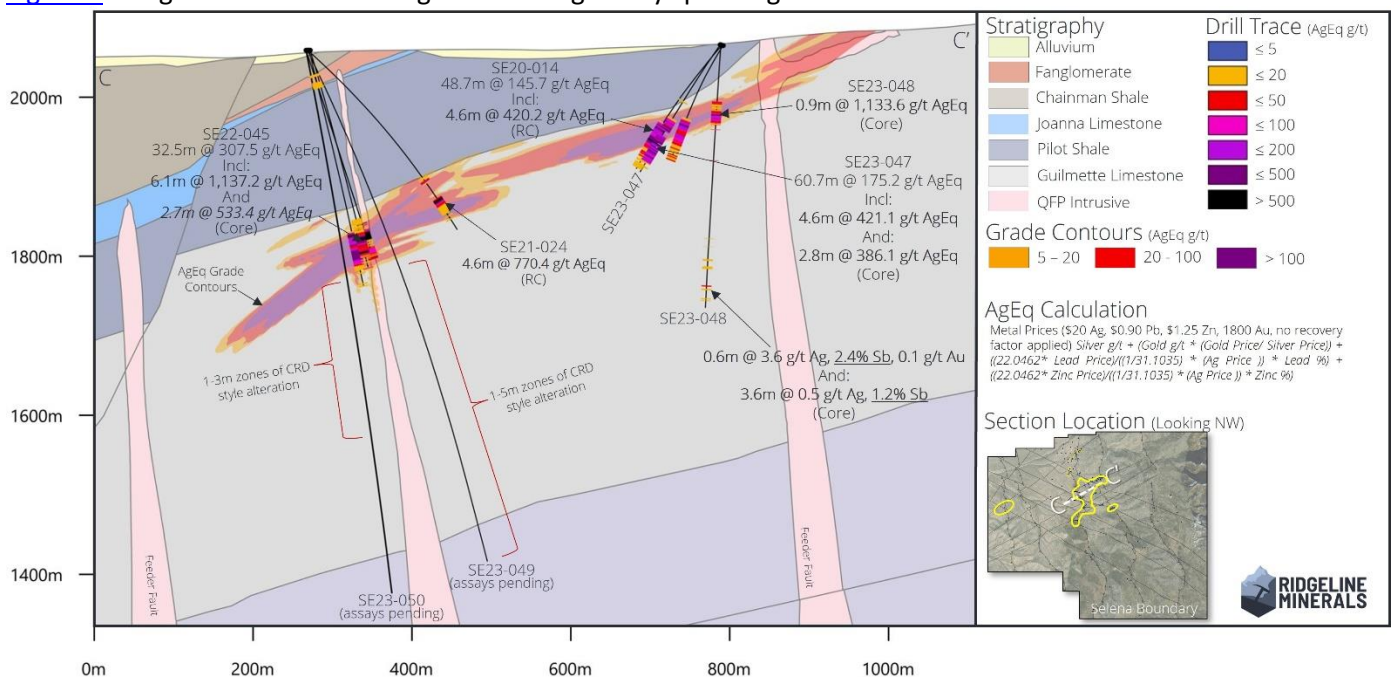 C
C'
2000m
1800m
1600m
1400m
0m
200m
400m
600m
800m
1000m
SE22-045
32.5m @ 307.5 g/t AgEq
Incl:
6.1m @ 1,137.2 g/t AgEq
And
2.7m @ 533.4 g/t AgEq
(Core)
SE20-014
48.7m @ 145.7 g/t AgEq
Incl:
4.6m @ 420.2 g/t AgEq
(RC)
SE23-048
0.9m @ 1,133.6 g/t AgEq
(Core)
SE23-047
60.7m @ 175.2 g/t AgEq
Incl:
4.6m @ 421.1 g/t AgEq
And:
2.8m @ 386.1 g/t AgEq
(Core)
SE23-047
SE21-024
4.6m @ 770.4 g/t AgEq
(RC)
AgEq Grade
Contours
SE23-048
0.6m @ 3.6 g/t Ag, 2.4% Sb, 0.1 g/t Au
And:
3.6m @ 0.5 g/t Ag, 1.2% Sb
(Core)
1-3m zones of CRD
style alteration
1-5m zones of CRD
style alteration
SE23-049
(assays pending)
SE23-050
(assays pending)
Feeder Fault
Feeder Fault
Stratigraphy
Alluvium
Fanglomerate
Chainman Shale
Joanna Limestone
Pilot Shale
Guilmette Limestone
QFP Intrusive
Drill Trace (AgEq g/t)
≤ 5
≤ 20
≤ 50
≤ 100
≤ 200
≤ 500
> 500
Grade Contours (AgEq g/t)
5 – 20
20 - 100
> 100
AgEq Calculation
Metal Prices ($20 Ag, $0.90 Pb, $1.25 Zn, 1800 Au, no recovery
factor applied) Silver g/t + (Gold g/t * (Gold Price/ Silver Price)) +
((22.0462* Lead Price)/((1/31.1035) * (Ag Price )) * Lead %) +
((22.0462* Zinc Price)/((1/31.1035) * (Ag Price )) * Zinc %)
Section Location (Looking NW)
C
C'
Selena Boundary
RIDGELINE
MINERALS